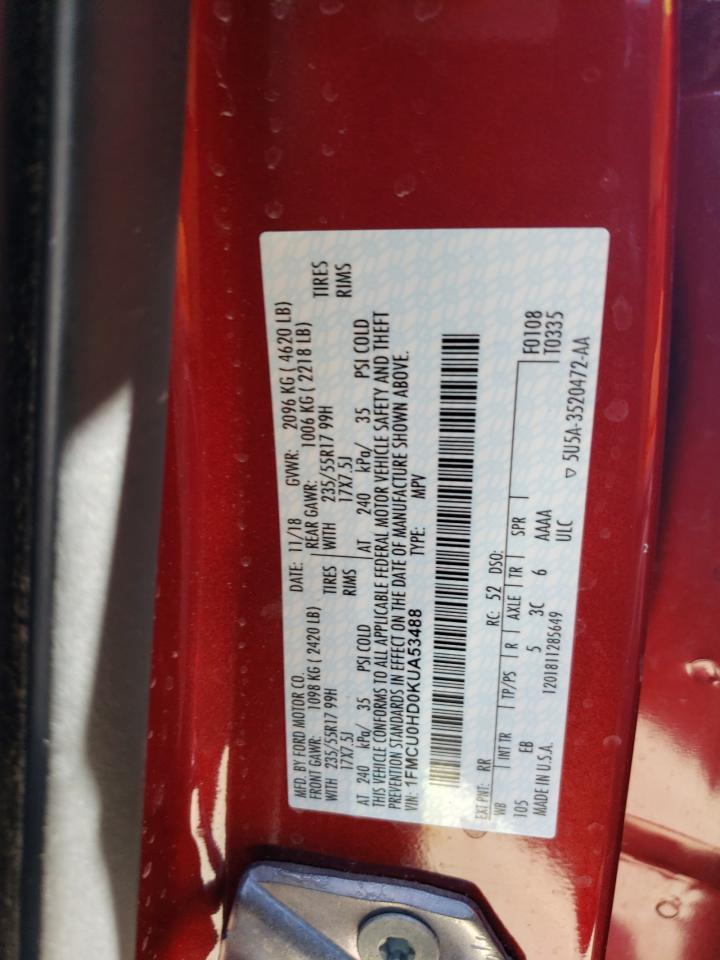 MFD. BY FORD MOTOR CO.
DATE: 11/18 GVWR: 2096 KG ( 4620 LB)
FRONT GAWR: 1098 KG ( 2420 LB) REAR GAWR: 1006 KG ( 2218 LB)
WITH 235/55R17 99H TIRES WITH 235/55R17 99H TIRES
17X7.5J RIMS 17X7.5J RIMS
AT 240 kPa/ 35 PSI COLD AT 240 kPa/ 35 PSI COLD
THIS VEHICLE CONFORMS TO ALL APPLICABLE FEDERAL MOTOR VEHICLE SAFETY AND THEFT
PREVENTION STANDARDS IN EFFECT ON THE DATE OF MANUFACTURE SHOWN ABOVE.
VIN: 1FMCU0HD0KUA53488 TYPE: MPV
EXT PNT: RR RC: 52 DSO:
WB INT TR TP/PS R AXLE TR SPR F0108
105 EB 5 3C 6 AAAA T0335
MADE IN U.S.A. 1201811285649 ULC
▽ 5U5A-3520472-AA